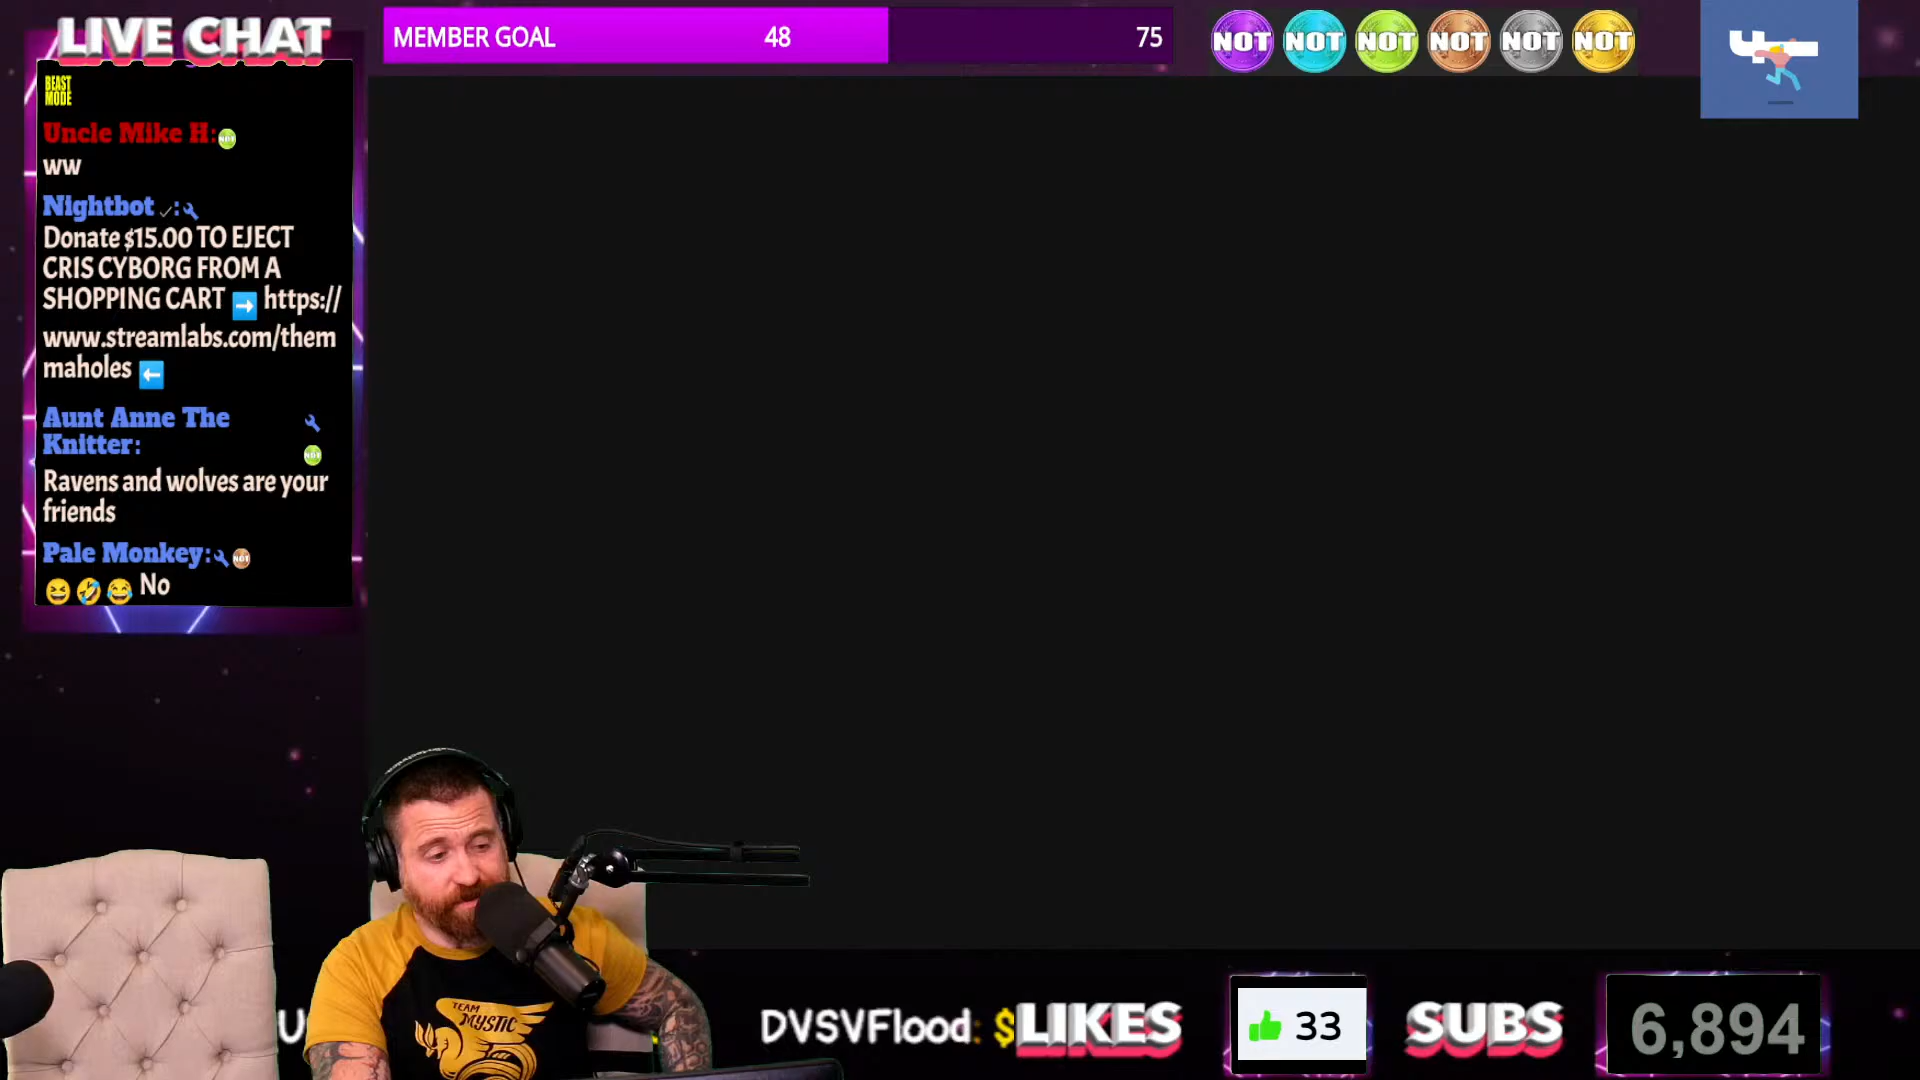 LIVE CHAT
MEMBER GOAL 48 75
NOT NOT NOT NOT NOT NOT
BEAST
MODE
Uncle Mike H:
ww
Nightbot ✓:
Donate $15.00 TO EJECT
CRIS CYBORG FROM A
SHOPPING CART ➡️ https://
www.streamlabs.com/them
maholes ⬅️
Aunt Anne The
Knitter:
NOT
Ravens and wolves are your
friends
Pale Monkey: NOT
😆 🤣 😂 No
TEAM
MYSTIC
DVSVFlood: $
LIKES
33
SUBS
6,894